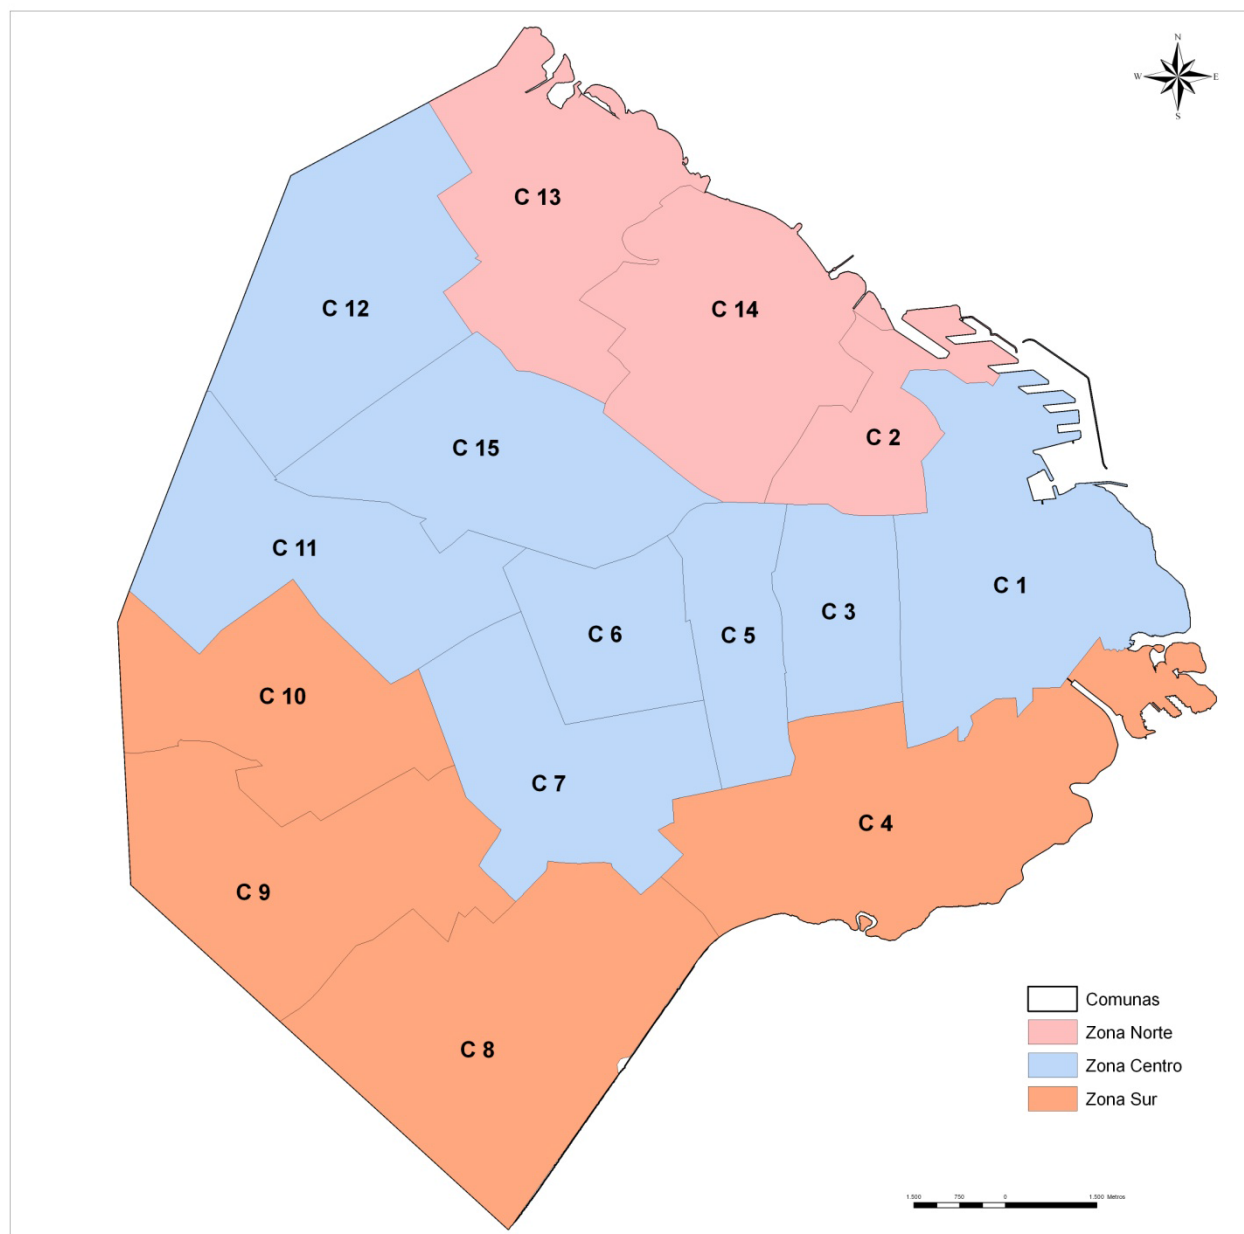 N
W E
S
C 13
C 12
C 14
C 2
C 15
C 11
C 1
C 3
C 6
C 5
C 10
C 7
C 4
C 9
C 8
Comunas
Zona Norte
Zona Centro
Zona Sur
1.500 750 0 1.500 Metros